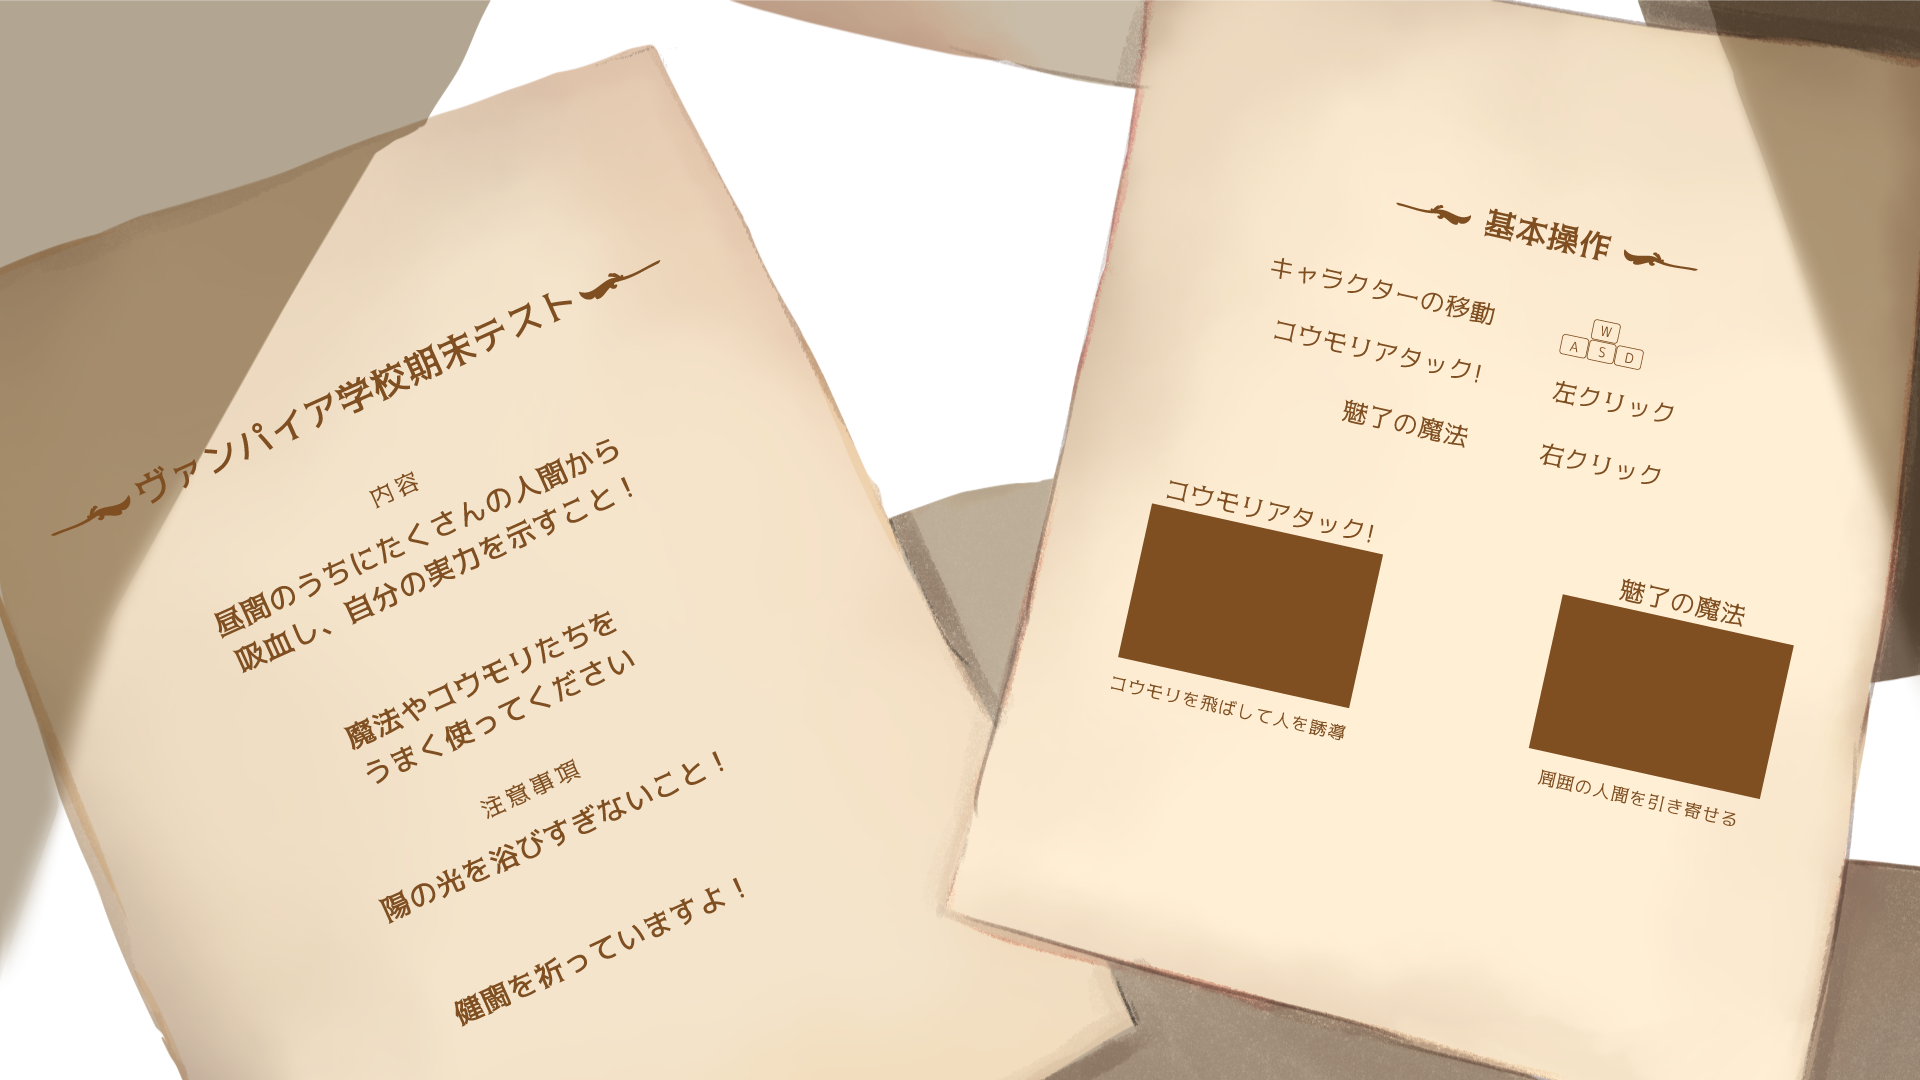 ヴァンパイア学校期末テスト
内容
昼間のうちにたくさんの人間から
吸血し、自分の実力を示すこと！
魔法やコウモリたちを
うまく使ってください
注意事項
陽の光を浴びすぎないこと！
健闘を祈っていますよ！
基本操作
キャラクターの移動
W
A S D
コウモリアタック!
左クリック
魅了の魔法
右クリック
コウモリアタック!
コウモリを飛ばして人を誘導
魅了の魔法
周囲の人間を引き寄せる